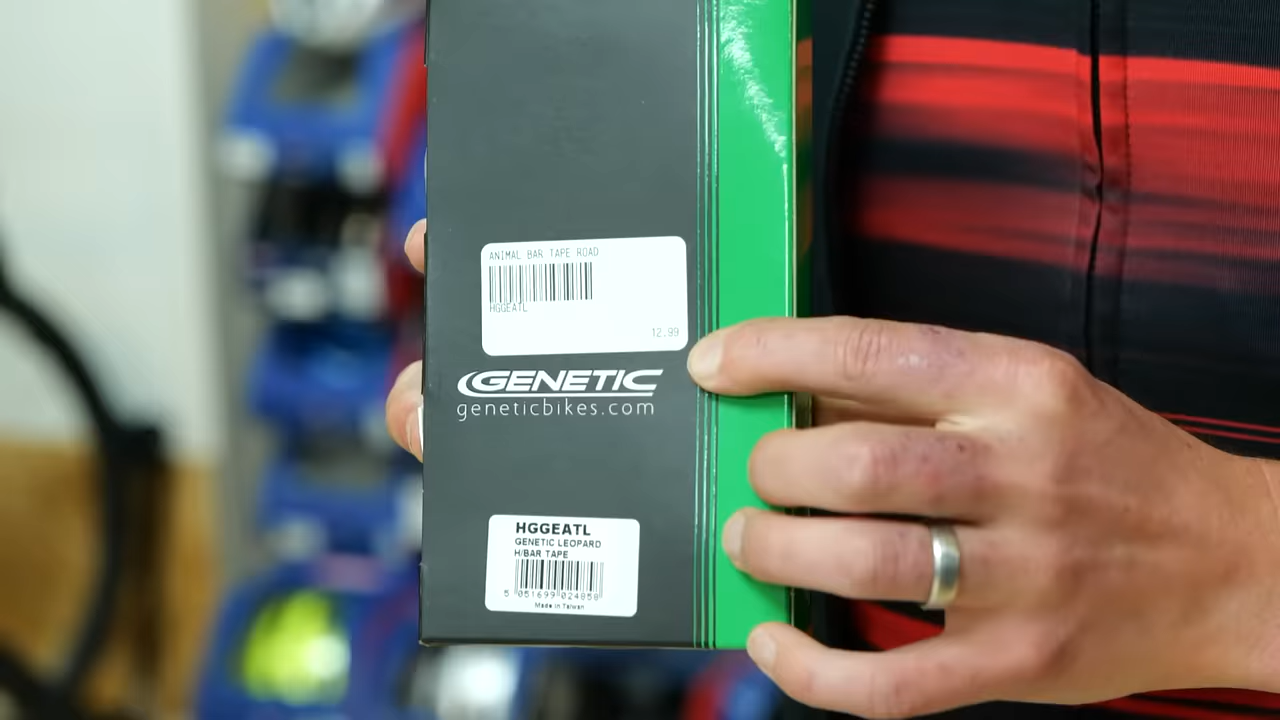 ANIMAL BAR TAPE ROAD
HGGEATL
12.99
GENETIC
geneticbikes.com
HGGEATL
GENETIC LEOPARD
H/BAR TAPE
5 051699 024858
Made in Taiwan